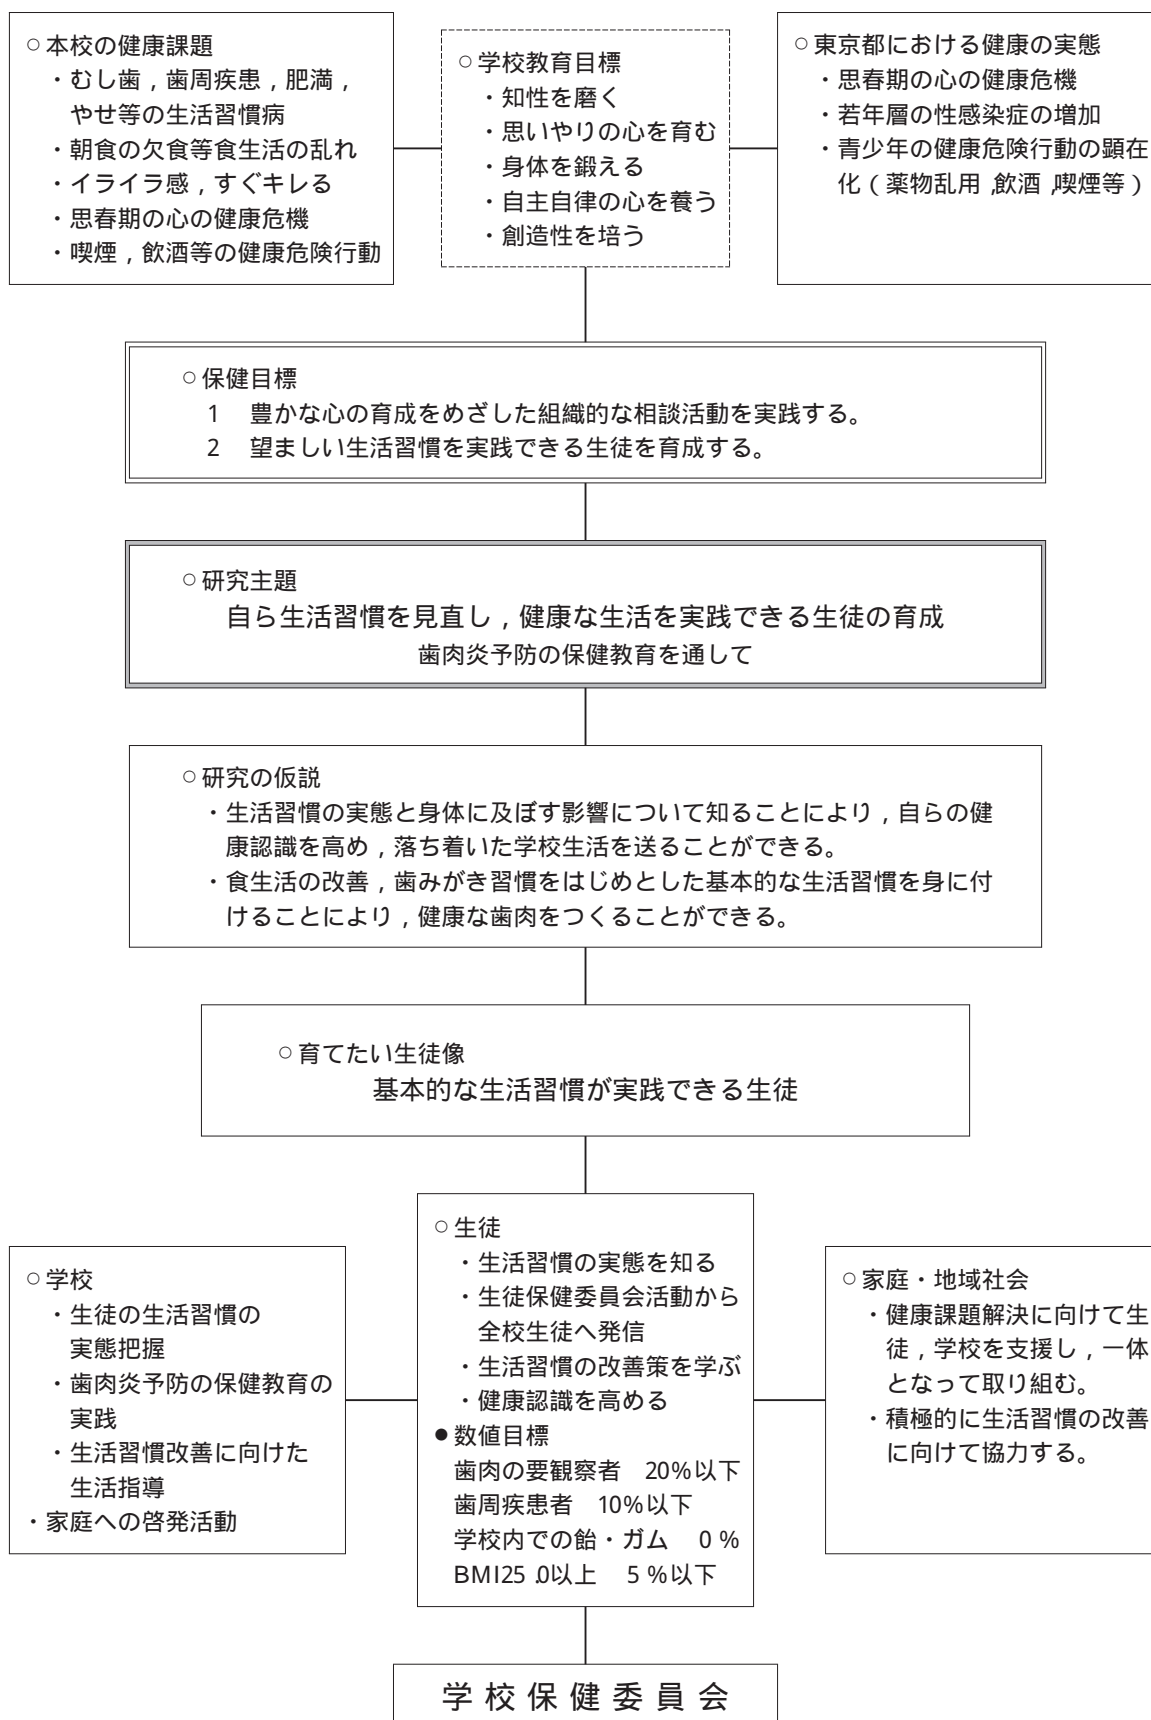 ○ 本校の健康課題
・むし歯，歯周疾患，肥満，
やせ等の生活習慣病
・朝食の欠食等食生活の乱れ
・イライラ感，すぐキレる
・思春期の心の健康危機
・喫煙，飲酒等の健康危険行動
○ 学校教育目標
・知性を磨く
・思いやりの心を育む
・身体を鍛える
・自主自律の心を養う
・創造性を培う
○ 東京都における健康の実態
・思春期の心の健康危機
・若年層の性感染症の増加
・青少年の健康危険行動の顕在
化（薬物乱用，飲酒，喫煙等）
○ 保健目標
1 豊かな心の育成をめざした組織的な相談活動を実践する。
2 望ましい生活習慣を実践できる生徒を育成する。
○ 研究主題
自ら生活習慣を見直し，健康な生活を実践できる生徒の育成
歯肉炎予防の保健教育を通して
○ 研究の仮説
・生活習慣の実態と身体に及ぼす影響について知ることにより，自らの健
康認識を高め，落ち着いた学校生活を送ることができる。
・食生活の改善，歯みがき習慣をはじめとした基本的な生活習慣を身に付
けることにより，健康な歯肉をつくることができる。
○ 育てたい生徒像
基本的な生活習慣が実践できる生徒
○ 学校
・生徒の生活習慣の
実態把握
・歯肉炎予防の保健教育の
実践
・生活習慣改善に向けた
生活指導
・家庭への啓発活動
○ 生徒
・生活習慣の実態を知る
・生徒保健委員会活動から
全校生徒へ発信
・生活習慣の改善策を学ぶ
・健康認識を高める
● 数値目標
歯肉の要観察者 20％以下
歯周疾患者 10％以下
学校内での飴・ガム 0％
BMI25.0以上 5％以下
○ 家庭・地域社会
・健康課題解決に向けて生
徒，学校を支援し，一体
となって取り組む。
・積極的に生活習慣の改善
に向けて協力する。
学校保健委員会